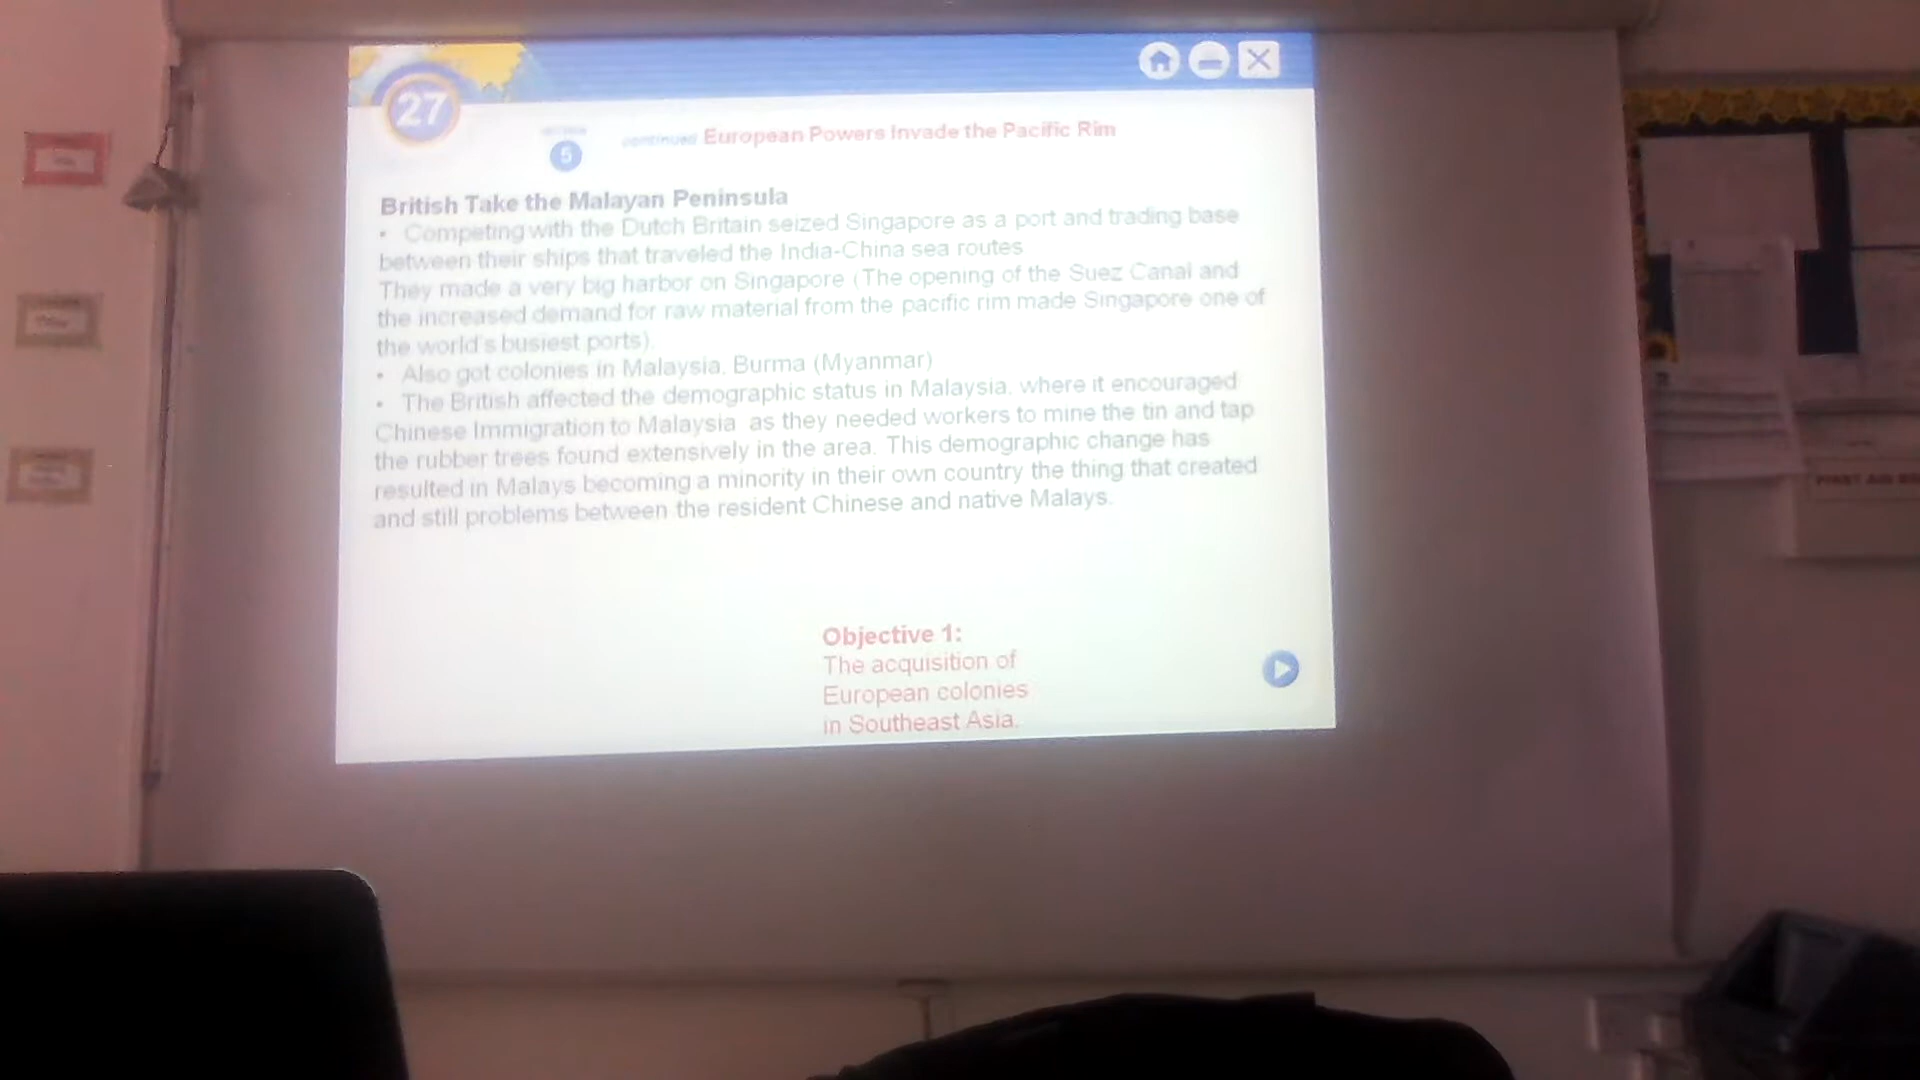 27
5
continued European Powers Invade the Pacific Rim
British Take the Malayan Peninsula
• Competing with the Dutch Britain seized Singapore as a port and trading base
between their ships that traveled the India-China sea routes
They made a very big harbor on Singapore (The opening of the Suez Canal and
the increased demand for raw material from the pacific rim made Singapore one of
the world's busiest ports).
• Also got colonies in Malaysia, Burma (Myanmar)
• The British affected the demographic status in Malaysia, where it encouraged
Chinese Immigration to Malaysia as they needed workers to mine the tin and tap
the rubber trees found extensively in the area. This demographic change has
resulted in Malays becoming a minority in their own country the thing that created
and still problems between the resident Chinese and native Malays.
Objective 1:
The acquisition of
European colonies
in Southeast Asia.
FIRST AID